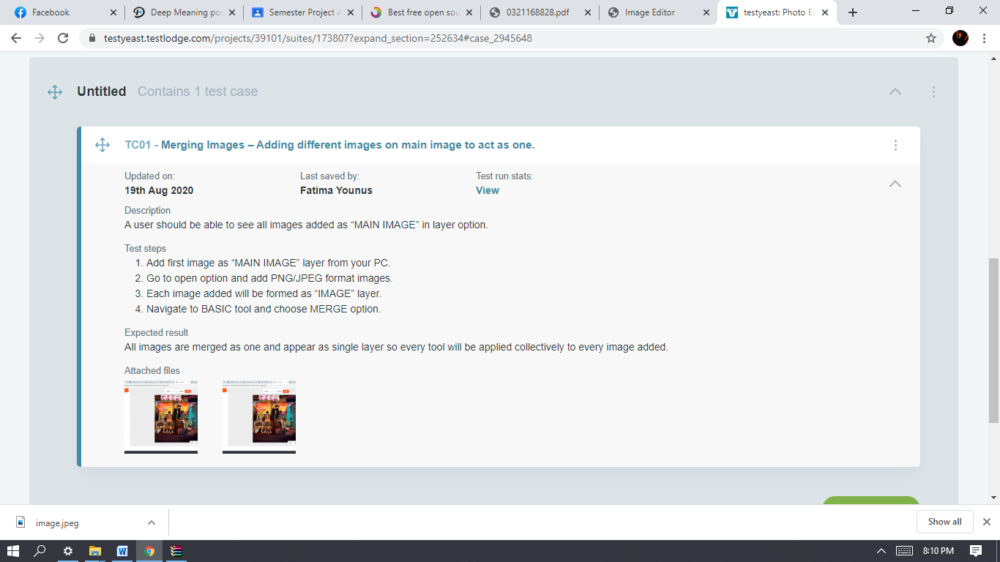 Facebook
Deep Meaning po
Semester Project A
Best free open sou
0321168828.pdf
Image Editor
testyeast: Photo Ed
testyeast.testlodge.com/projects/39101/suites/173807?expand_section=252634#case_2945648
Untitled Contains 1 test case
TC01 - Merging Images – Adding different images on main image to act as one.
Updated on: Last saved by: Test run stats:
19th Aug 2020 Fatima Younus View
Description
A user should be able to see all images added as “MAIN IMAGE” in layer option.
Test steps
1. Add first image as “MAIN IMAGE” layer from your PC.
2. Go to open option and add PNG/JPEG format images.
3. Each image added will be formed as “IMAGE” layer.
4. Navigate to BASIC tool and choose MERGE option.
Expected result
All images are merged as one and appear as single layer so every tool will be applied collectively to every image added.
Attached files
image.jpeg
Show all
8:10 PM